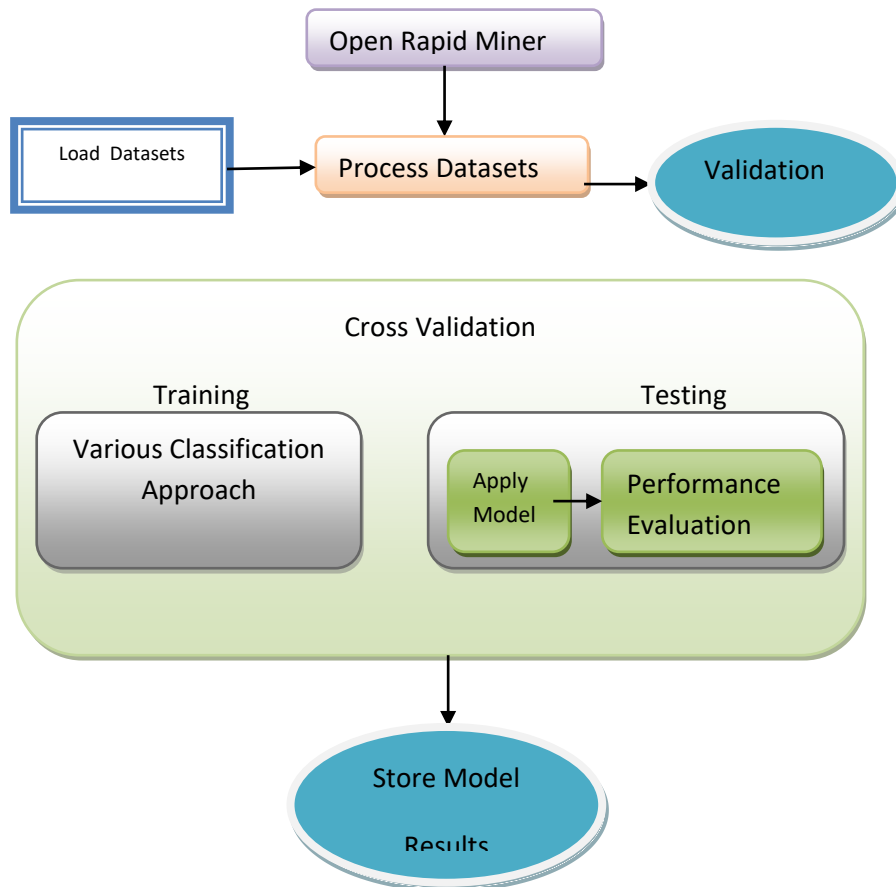 Open Rapid Miner
Load Datasets
Process Datasets
Validation
Cross Validation
Training
Various Classification
Approach
Testing
Apply
Model
Performance
Evaluation
Store Model
Results